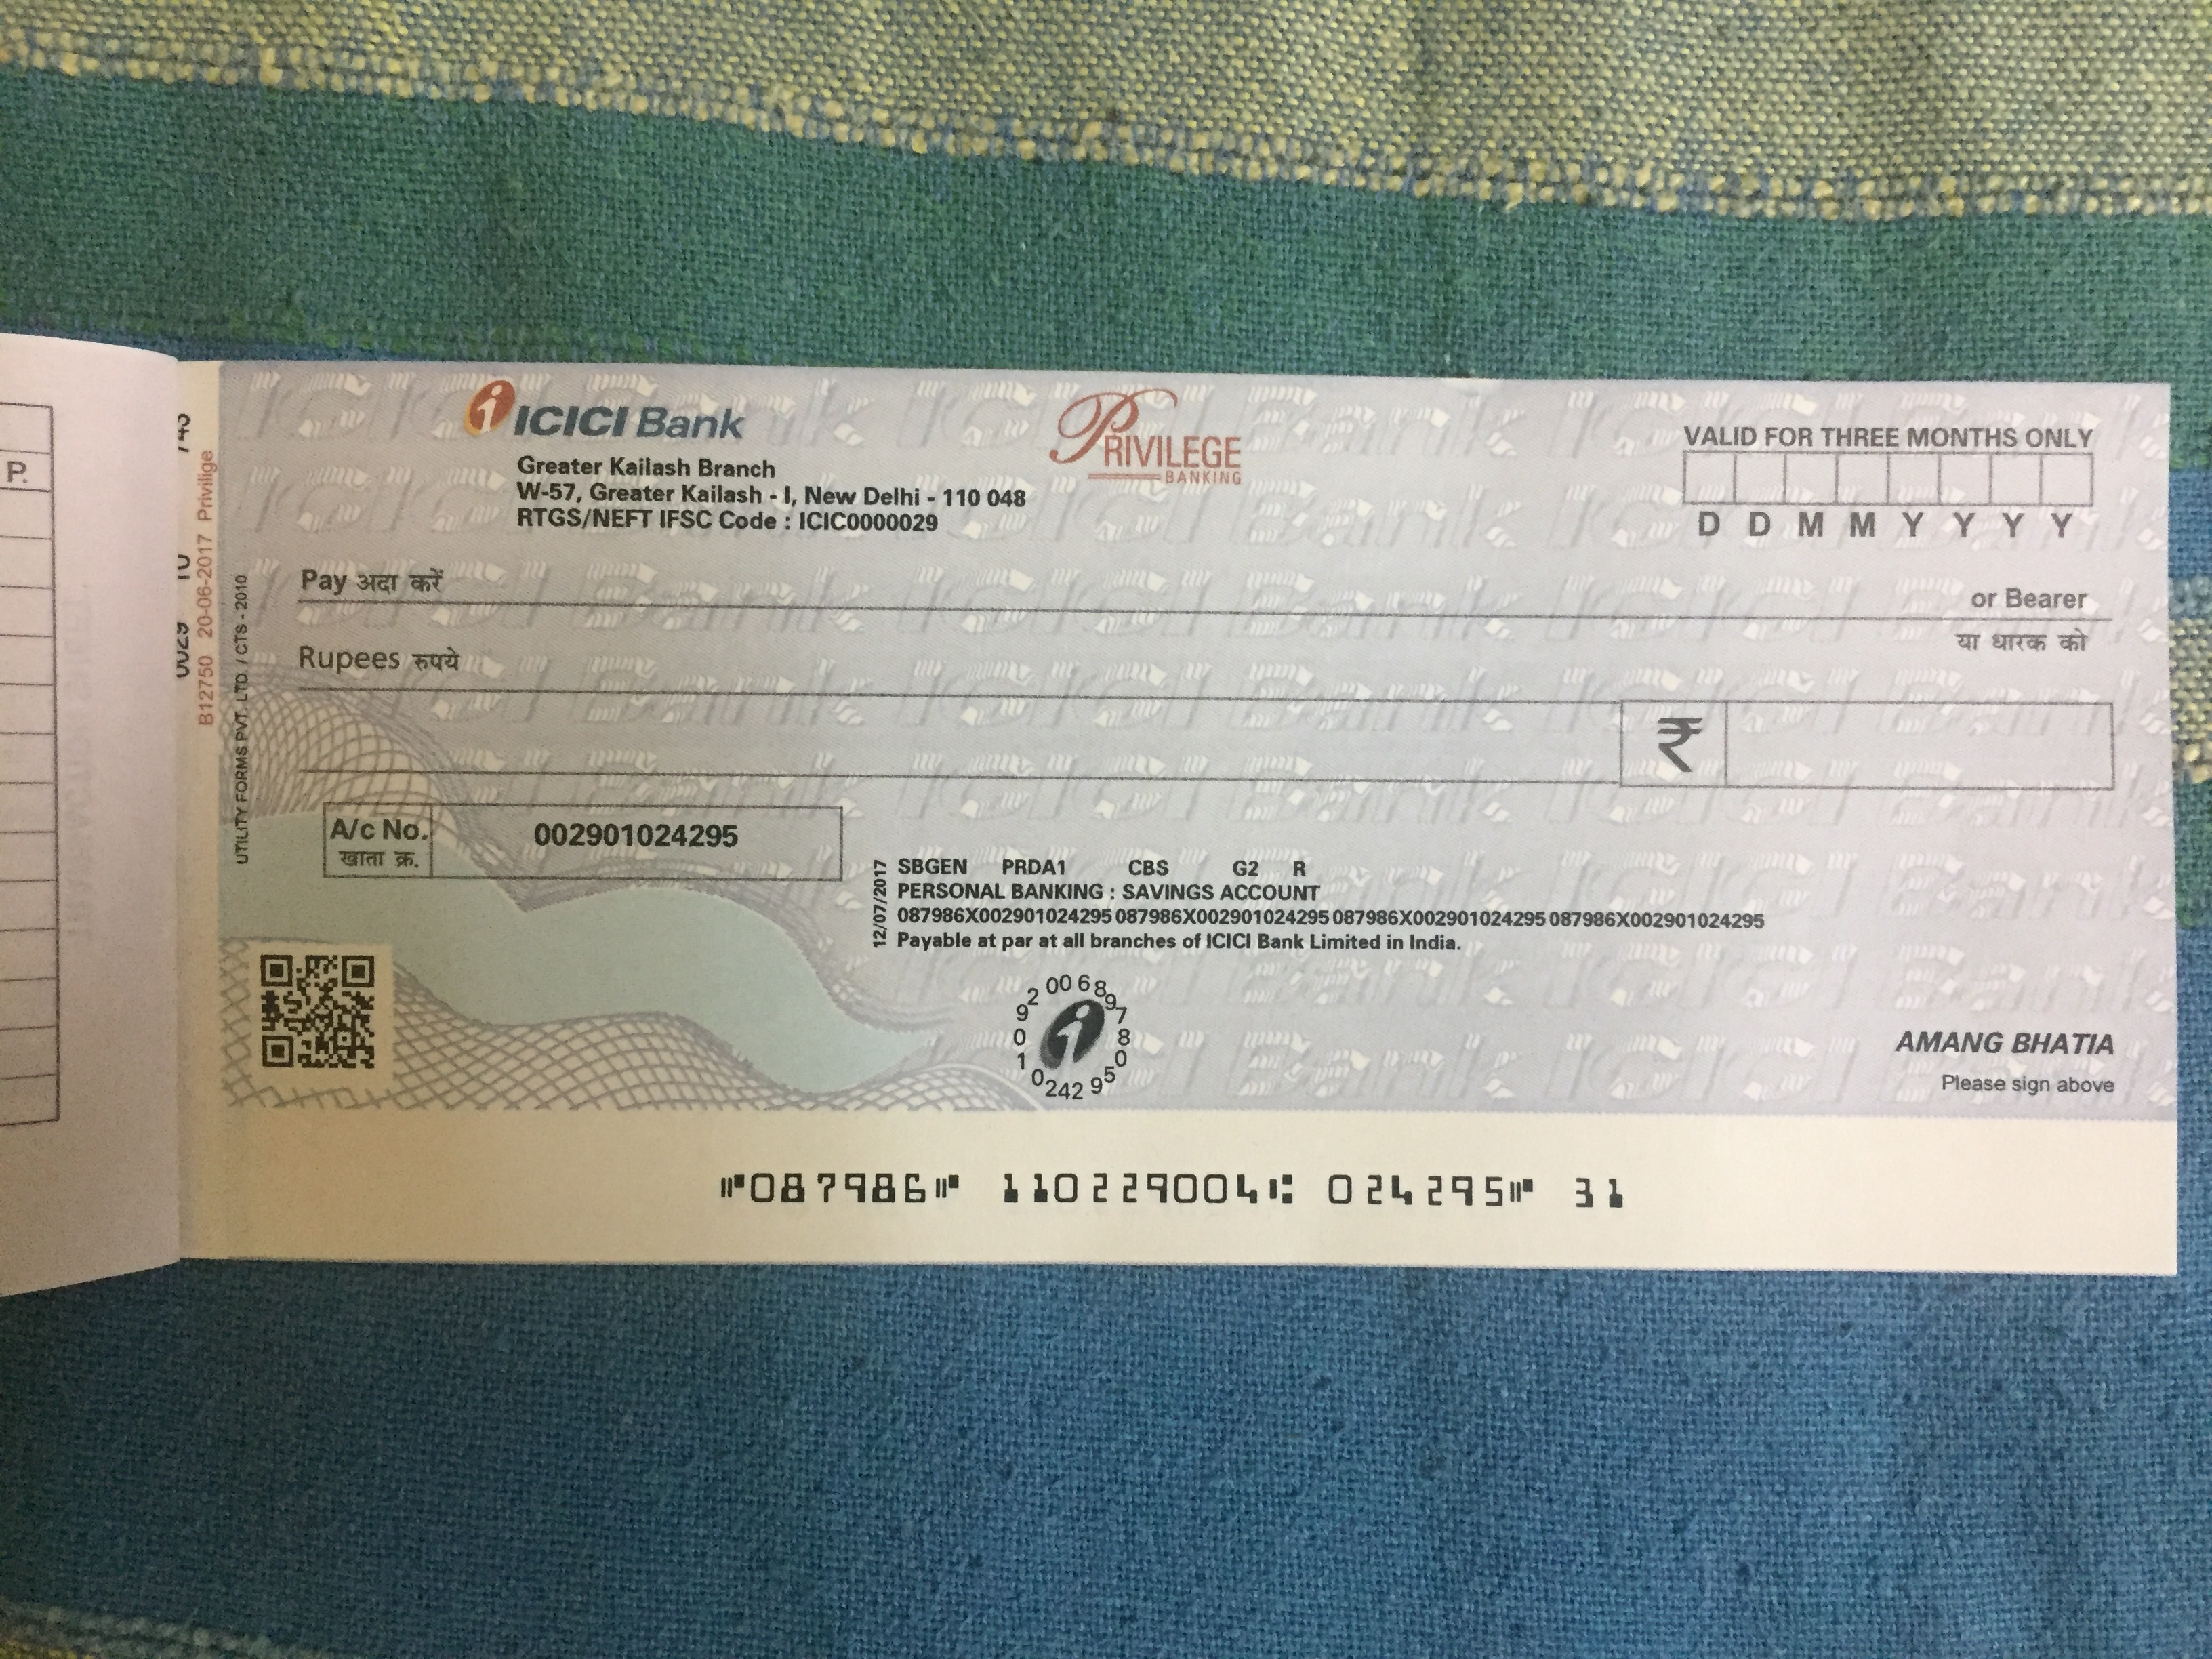 P.
B12750 20-06-2017 Privilige
UTILITY FORMS PVT. LTD. / CTS - 2010
ICICI Bank
Greater Kailash Branch
W-57, Greater Kailash - I, New Delhi - 110 048
RTGS/NEFT IFSC Code : ICIC0000029
PRIVILEGE
BANKING
VALID FOR THREE MONTHS ONLY
D D M M Y Y Y Y
Pay अदा करें
or Bearer
या धारक को
Rupees रूपये
₹
A/c No.
खाता क्र.
002901024295
SBGEN PRDA1 CBS G2 R
PERSONAL BANKING : SAVINGS ACCOUNT
12/07/2017
087986X002901024295 087986X002901024295 087986X002901024295 087986X002901024295
Payable at par at all branches of ICICI Bank Limited in India.
AMANG BHATIA
Please sign above
⑈087986⑈ 110229004⑆ 024295⑈ 31